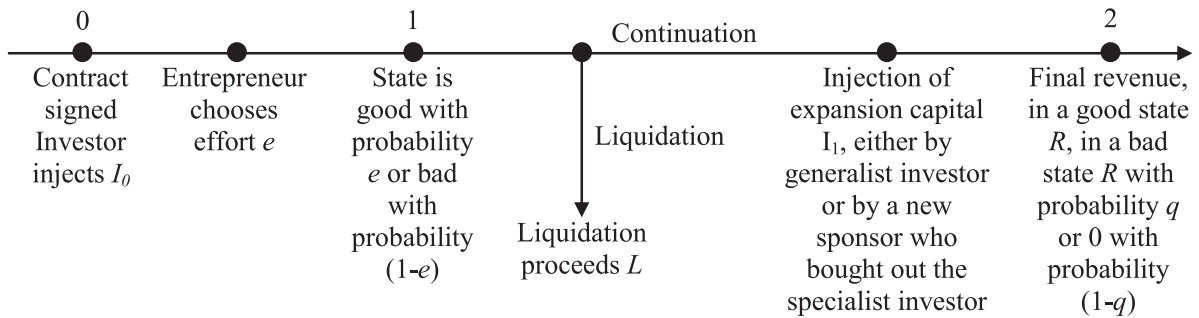 0
1
2
Continuation
Contract
signed
Investor
injects I₀
Entrepreneur
chooses
effort e
State is
good with
probability
e or bad
with
probability
(1-e)
Liquidation
Liquidation
proceeds L
Injection of
expansion capital
I₁, either by
generalist investor
or by a new
sponsor who
bought out the
specialist investor
Final revenue,
in a good state
R, in a bad
state R with
probability q
or 0 with
probability
(1-q)